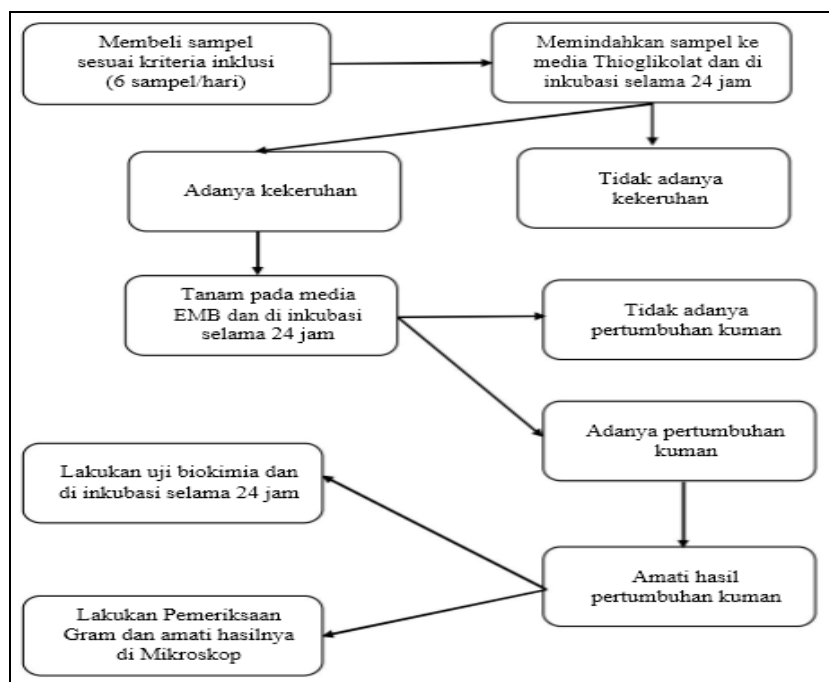 Membeli sampel
sesuai kriteria inklusi
(6 sampel/hari)
Memindahkan sampel ke
media Thioglikolat dan di
inkubasi selama 24 jam
Adanya kekeruhan
Tidak adanya
kekeruhan
Tanam pada media
EMB dan di inkubasi
selama 24 jam
Tidak adanya
pertumbuhan kuman
Adanya pertumbuhan
kuman
Lakukan uji biokimia dan
di inkubasi selama 24 jam
Amati hasil
pertumbuhan kuman
Lakukan Pemeriksaan
Gram dan amati hasilnya
di Mikroskop